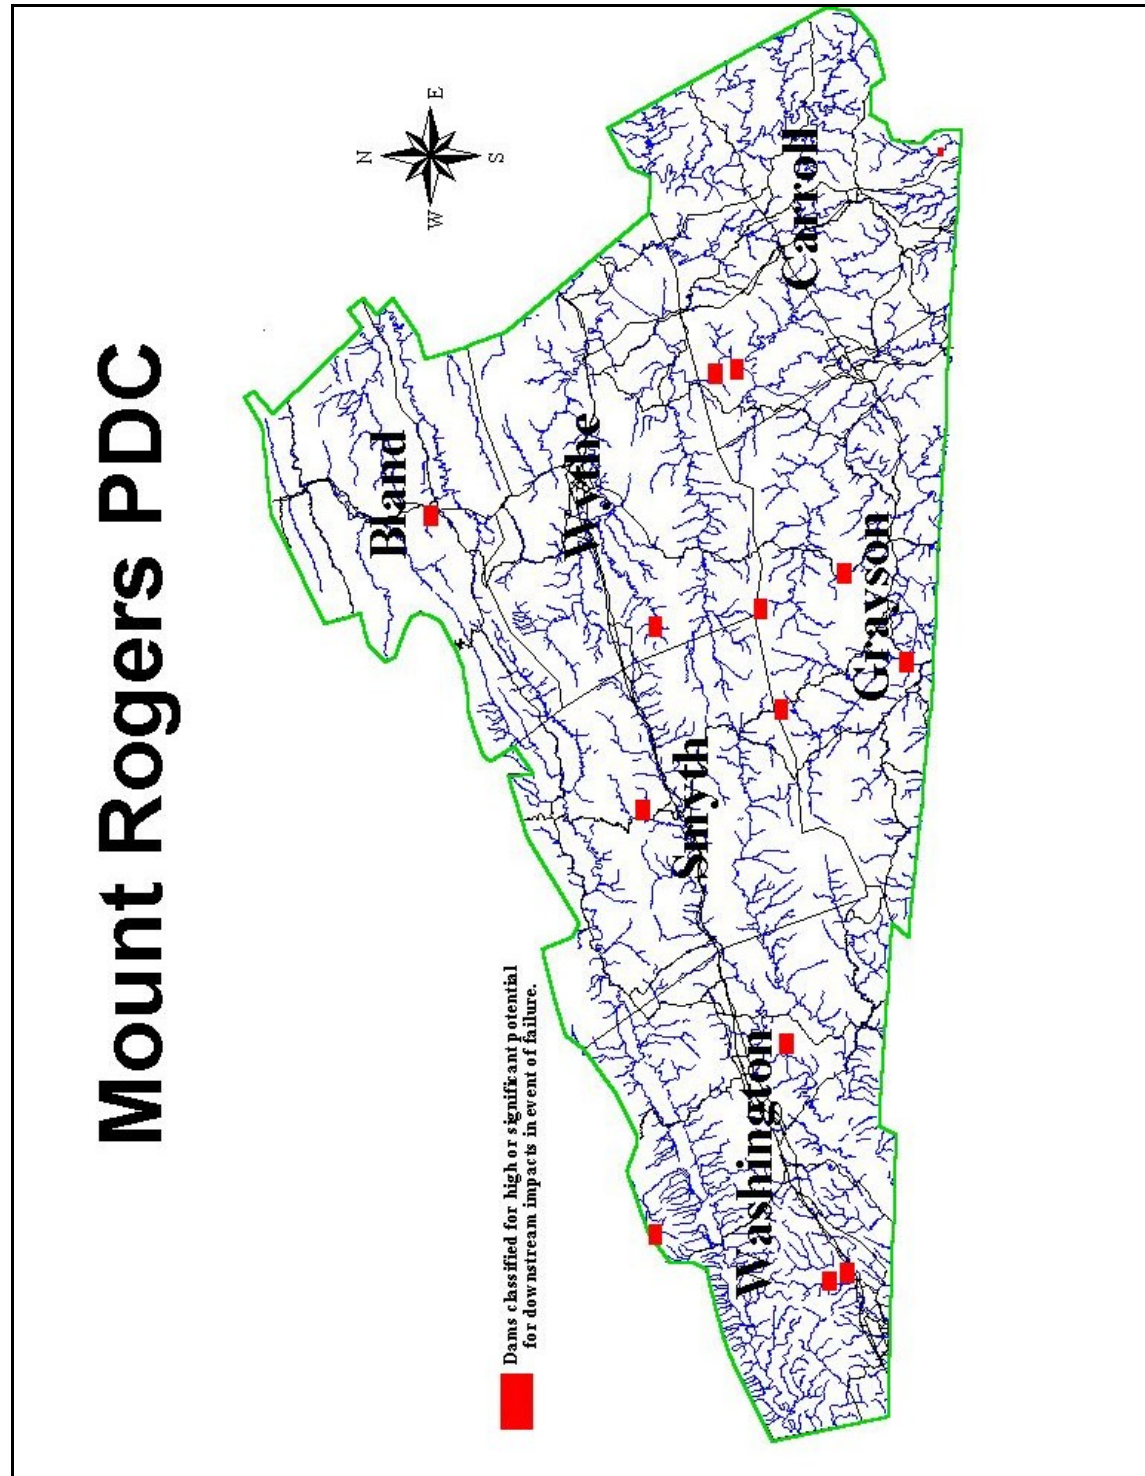 Mount Rogers PDC
N
E
S
W
Bland
Wythe
Carroll
Grayson
Smyth
Washington
Dams classified for high or significant potential
for downstream impacts in event of failure.